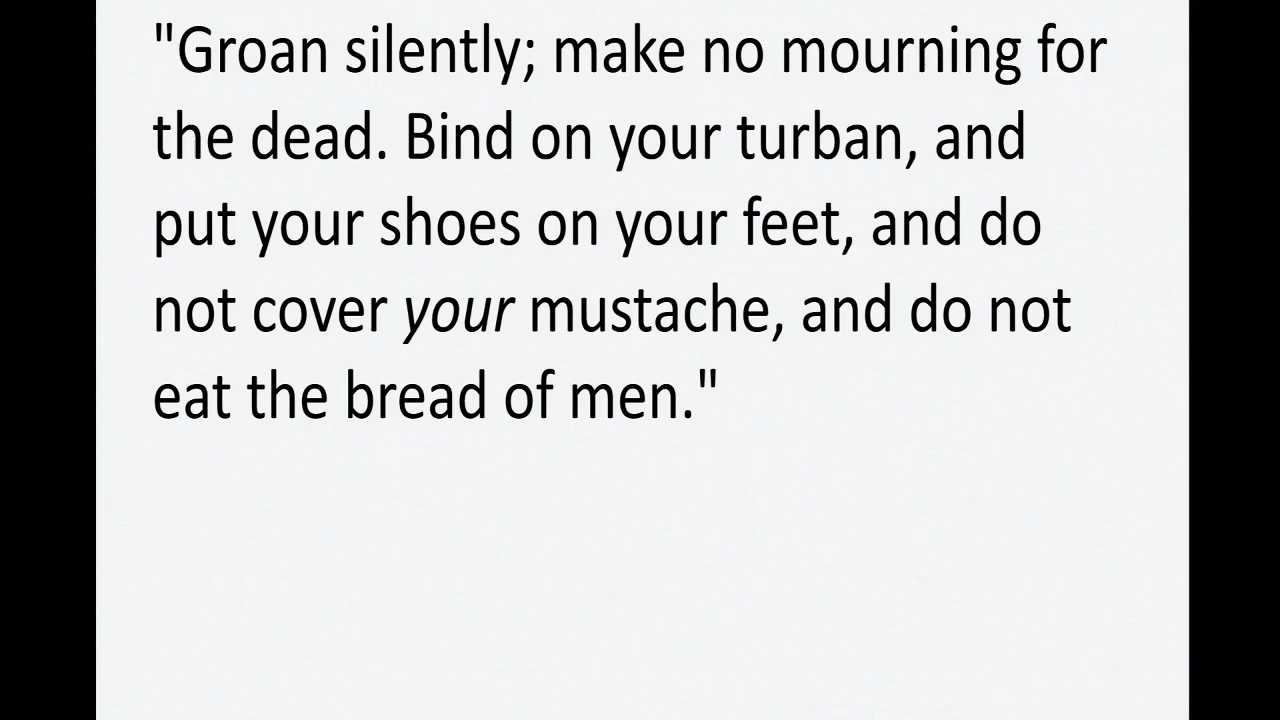 "Groan silently; make no mourning for
the dead. Bind on your turban, and
put your shoes on your feet, and do
not cover your mustache, and do not
eat the bread of men."